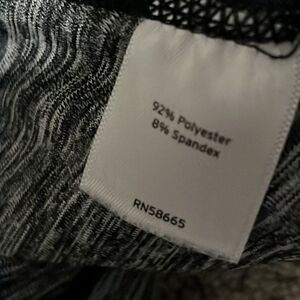 92% Polyester
8% Spandex
RN58665